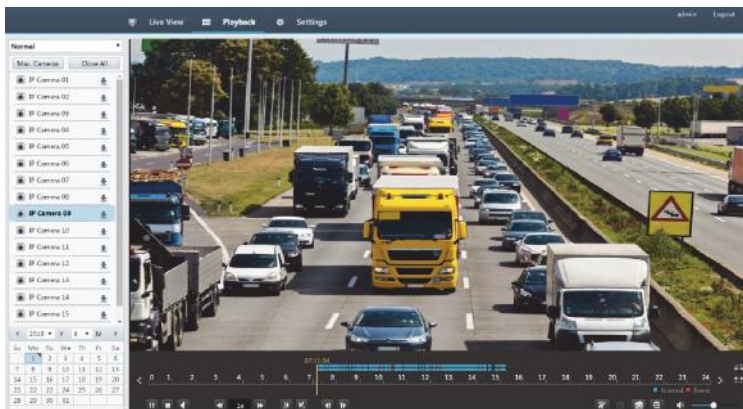 Live View Playback Settings admin Logout
Normal
Max. Cameras Close All
IP Camera 01
IP Camera 02
IP Camera 03
IP Camera 04
IP Camera 05
IP Camera 06
IP Camera 07
IP Camera 08
IP Camera 09
IP Camera 10
IP Camera 11
IP Camera 12
IP Camera 13
IP Camera 14
IP Camera 15
2016 Y 8 M
Su Mo Tu We Th Fr Sa
1 2 3 4 5 6
7 8 9 10 11 12 13
14 15 16 17 18 19 20
21 22 23 24 25 26 27
28 29 30 31
07:11:04
0 1 2 3 4 5 6 7 8 9 10 11 12 13 14 15 16 17 18 19 20 21 22 23 24
Normal Event